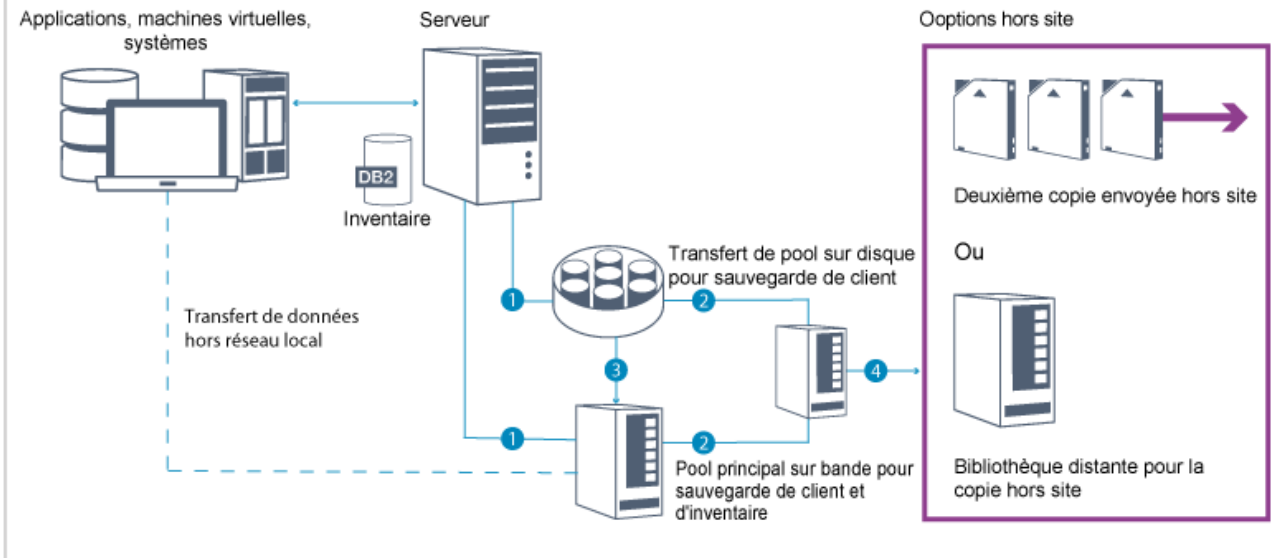 Applications, machines virtuelles,
systèmes
Serveur
Ooptions hors site
DB2
Inventaire
Deuxième copie envoyée hors site
Ou
Transfert de pool sur disque
pour sauvegarde de client
1
2
Transfert de données
hors réseau local
3
4
1
2
Pool principal sur bande pour
sauvegarde de client et
d'inventaire
Bibliothèque distante pour la
copie hors site